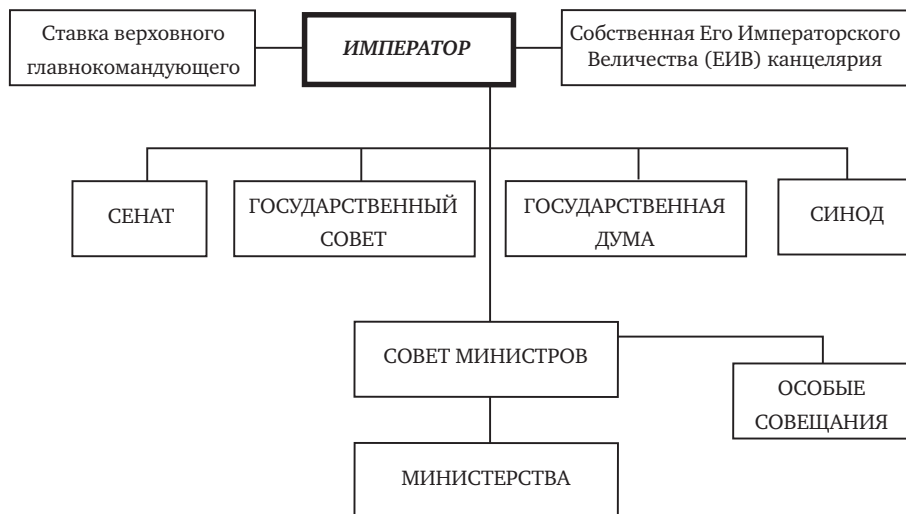 Ставка верховного
главнокомандующего
ИМПЕРАТОР
Собственная Его Императорского
Величества (ЕИВ) канцелярия
СЕНАТ
ГОСУДАРСТВЕННЫЙ
СОВЕТ
ГОСУДАРСТВЕННАЯ
ДУМА
СИНОД
СОВЕТ МИНИСТРОВ
ОСОБЫЕ
СОВЕЩАНИЯ
МИНИСТЕРСТВА